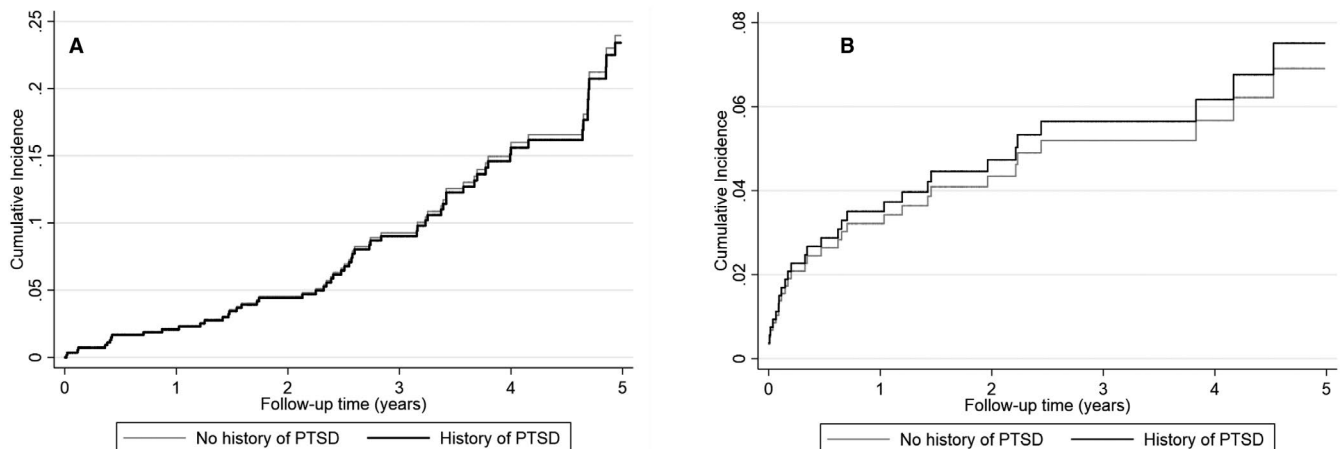 A
Cumulative Incidence
.25
.2
.15
.1
.05
0
0 1 2 3 4 5
Follow-up time (years)
No history of PTSD History of PTSD
B
Cumulative Incidence
.08
.06
.04
.02
0
0 1 2 3 4 5
Follow-up time (years)
No history of PTSD History of PTSD